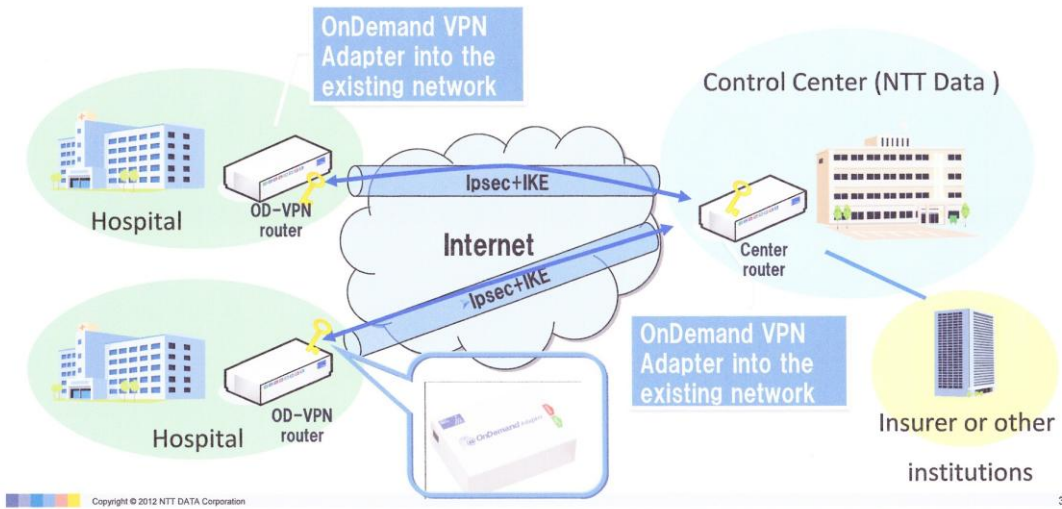 OnDemand VPN
Adapter into the
existing network
Control Center (NTT Data )
Hospital
OD-VPN
router
Ipsec+IKE
Internet
Center
router
Ipsec+IKE
OnDemand VPN
Adapter into the
existing network
Hospital
OD-VPN
router
OnDemand Adapter
Insurer or other
institutions
Copyright © 2012 NTT DATA Corporation
3